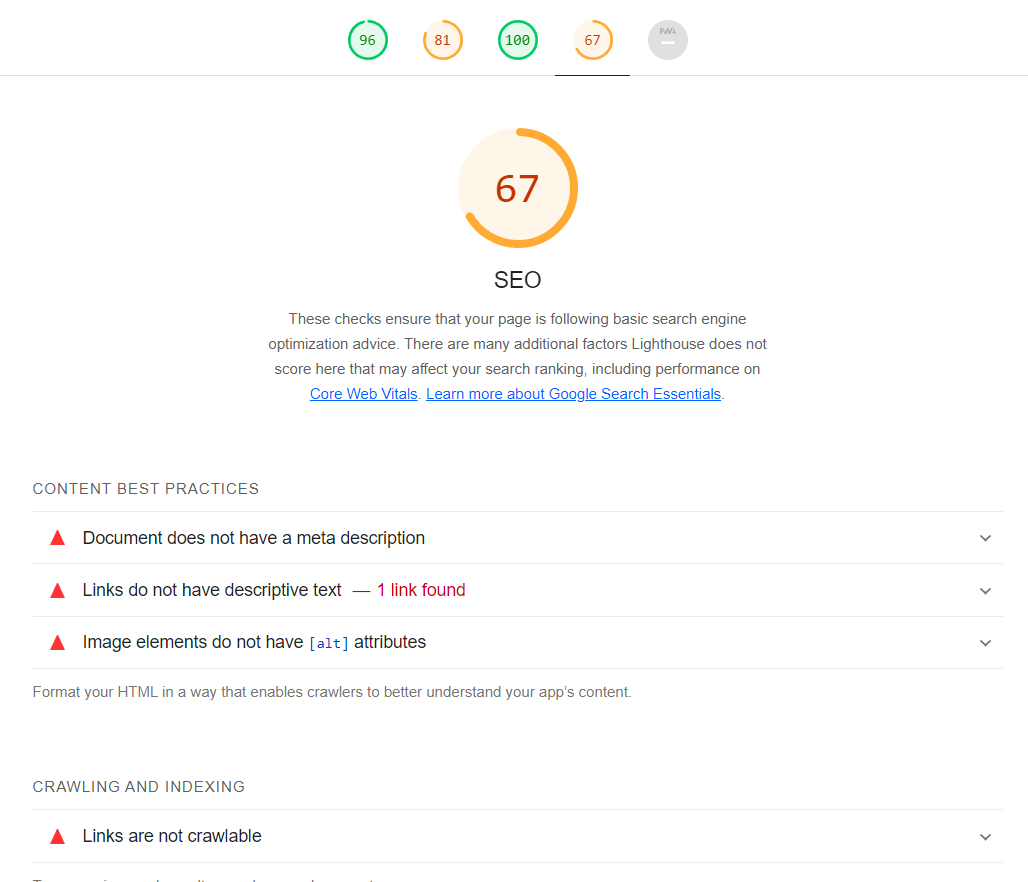 96 81 100 67 PWA
67
SEO
These checks ensure that your page is following basic search engine
optimization advice. There are many additional factors Lighthouse does not
score here that may affect your search ranking, including performance on
Core Web Vitals. Learn more about Google Search Essentials.
CONTENT BEST PRACTICES
Document does not have a meta description
Links do not have descriptive text — 1 link found
Image elements do not have [alt] attributes
Format your HTML in a way that enables crawlers to better understand your app’s content.
CRAWLING AND INDEXING
Links are not crawlable